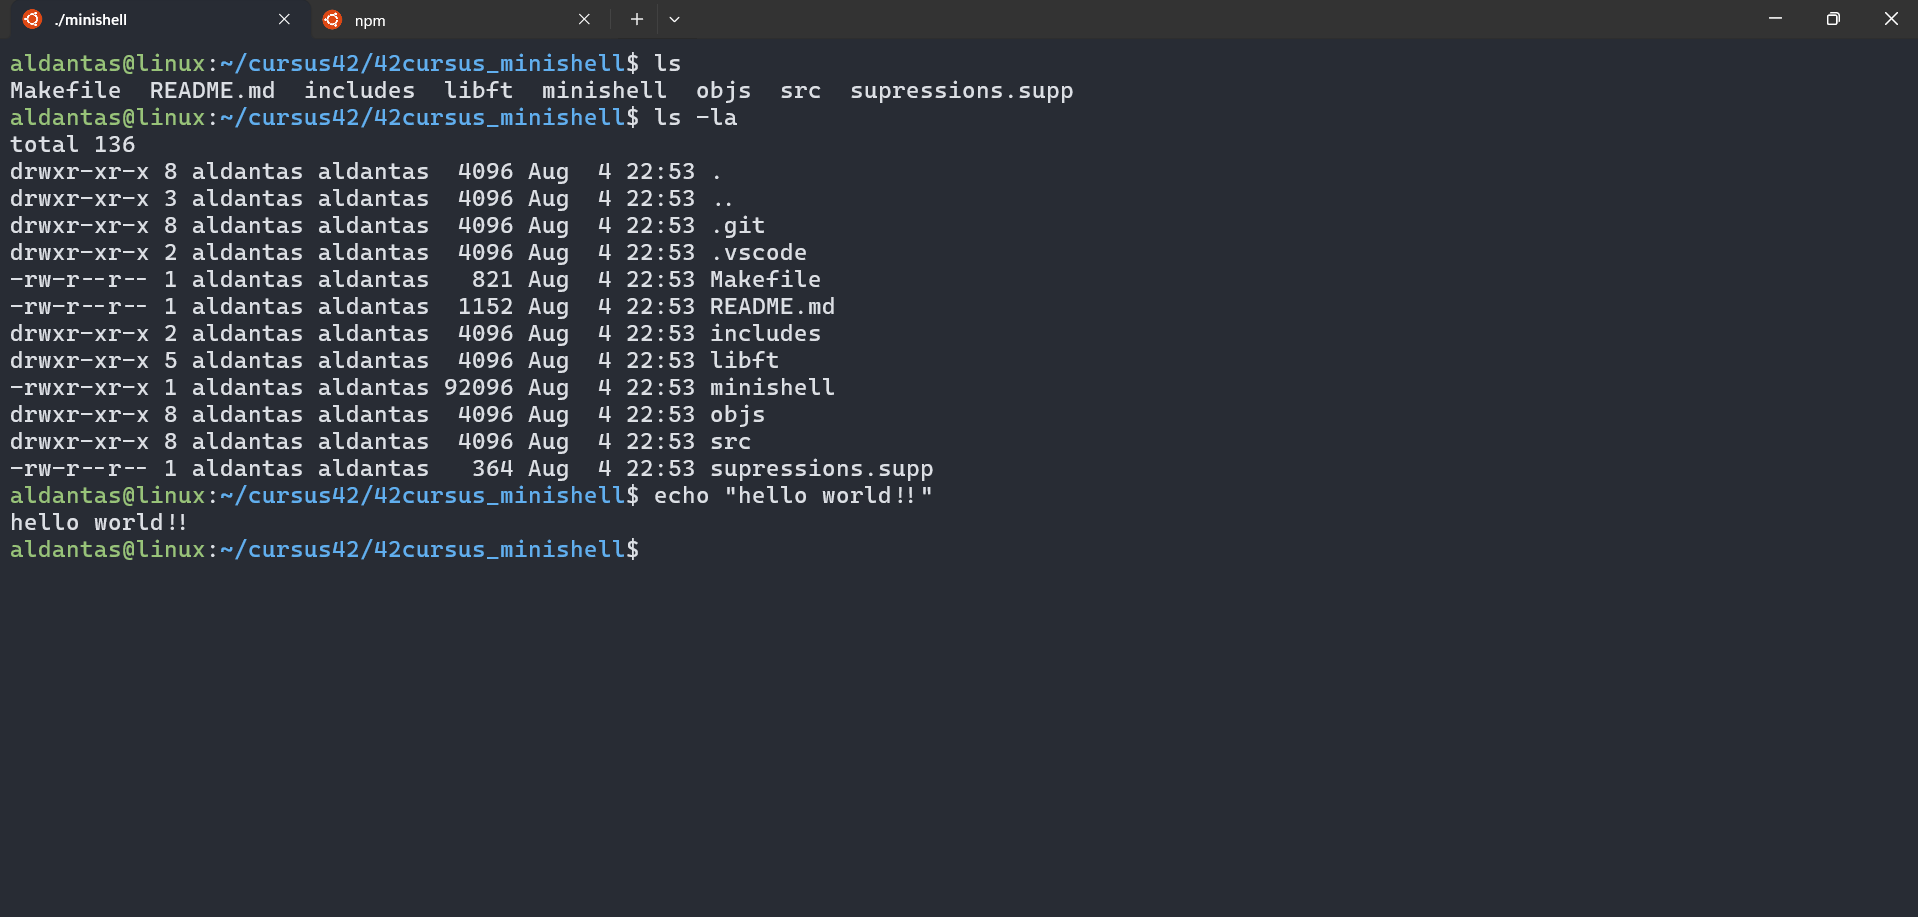 ./minishell npm
aldantas@linux:~/cursus42/42cursus_minishell$ ls
Makefile  README.md  includes  libft  minishell  objs  src  supressions.supp
aldantas@linux:~/cursus42/42cursus_minishell$ ls -la
total 136
drwxr-xr-x 8 aldantas aldantas  4096 Aug  4 22:53 .
drwxr-xr-x 3 aldantas aldantas  4096 Aug  4 22:53 ..
drwxr-xr-x 8 aldantas aldantas  4096 Aug  4 22:53 .git
drwxr-xr-x 2 aldantas aldantas  4096 Aug  4 22:53 .vscode
-rw-r--r-- 1 aldantas aldantas   821 Aug  4 22:53 Makefile
-rw-r--r-- 1 aldantas aldantas  1152 Aug  4 22:53 README.md
drwxr-xr-x 2 aldantas aldantas  4096 Aug  4 22:53 includes
drwxr-xr-x 5 aldantas aldantas  4096 Aug  4 22:53 libft
-rwxr-xr-x 1 aldantas aldantas 92096 Aug  4 22:53 minishell
drwxr-xr-x 8 aldantas aldantas  4096 Aug  4 22:53 objs
drwxr-xr-x 8 aldantas aldantas  4096 Aug  4 22:53 src
-rw-r--r-- 1 aldantas aldantas   364 Aug  4 22:53 supressions.supp
aldantas@linux:~/cursus42/42cursus_minishell$ echo "hello world!!"
hello world!!
aldantas@linux:~/cursus42/42cursus_minishell$